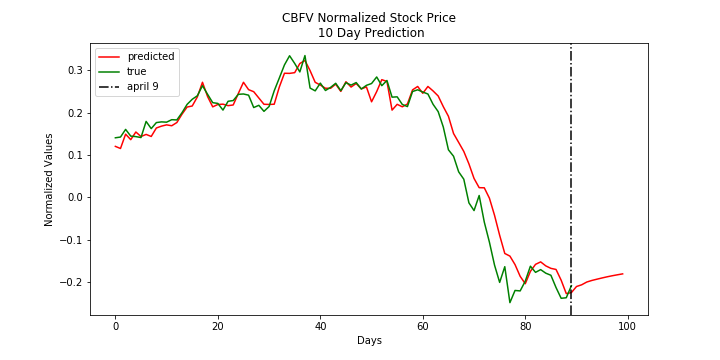 CBFV Normalized Stock Price
10 Day Prediction
predicted
true
april 9
Normalized Values
0.3
0.2
0.1
0.0
−0.1
−0.2
0
20
40
60
80
100
Days